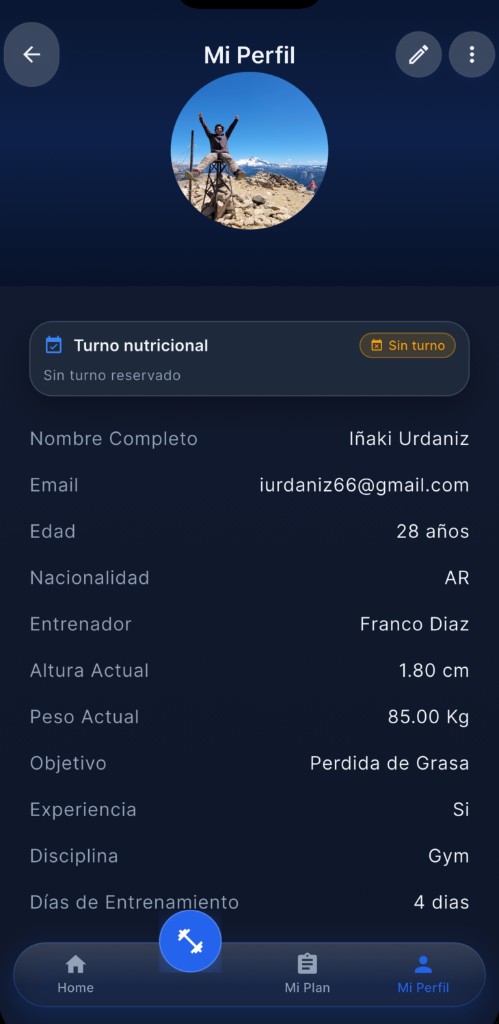 Mi Perfil
Turno nutricional
Sin turno
Sin turno reservado
Nombre Completo Iñaki Urdaniz
Email iurdaniz66@gmail.com
Edad 28 años
Nacionalidad AR
Entrenador Franco Diaz
Altura Actual 1.80 cm
Peso Actual 85.00 Kg
Objetivo Perdida de Grasa
Experiencia Si
Disciplina Gym
Días de Entrenamiento 4 dias
Home Mi Plan Mi Perfil